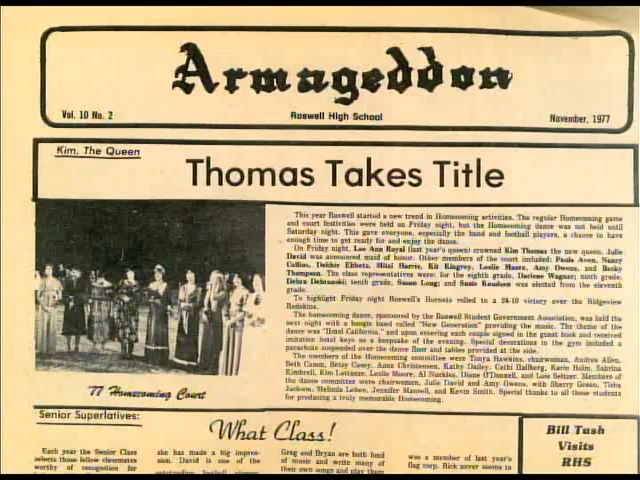 Armageddon
Vol. 10 No. 2
Roswell High School
November, 1977
Kim, The Queen
Thomas Takes Title
This year Roswell started a new trend in Homecoming activities. The regular Homecoming game
and court festivities were held on Friday night, but the Homecoming dance was not held until
Saturday night. This gave everyone, especially the band and football players, a chance to have
enough time to get ready for and enjoy the dance.
On Friday night, Lee Ann Royal (last year's queen) crowned Kim Thomas the new queen. Julie
David was announced maid of honor. Other members of the court included: Paula Aven, Nancy
Collins, Debbie Harris, Kit Kingrey, Leslie Moore, Amy Owens, and Becky
Thompson. The class representatives were: for the eighth grade, Darlene Wagner; ninth grade,
Debra tenth grade, Susan Long; and Susie Knudsen was elected from the eleventh
grade.
To highlight Friday night Roswell's Hornets rolled to a 24-10 victory over the Ridgeview
Redskins.
The homecoming dance, sponsored by the Roswell Student Government Association, was held the
next night with a boogie band called "New Generation" providing the music. The theme of the
dance was "Hotel California," and upon entering each couple signed in the guest book and received
imitation hotel keys as a keepsake of the evening. Special decorations in the gym included a
parachute suspended over the dance floor and tables provided at the side.
The members of the Homecoming committee were Tonya Hawkins, chairwoman, Andrea Allen,
Beth Canon, Betsy Casey, Anna Christensen, Kathy Dailey, Cathi Halberg, Karie Holm, Sabrina
Kimbrell, Kim Lattanze, Leslie Moore, Al Nuckles, Diane O'Donnell, and Lois Seltzer. Members of
the dance committee were chairwomen, Julie David and Amy Owens, with Sherry Green, Tisha
Jackson, Melinda Jennifer Maxwell, and Kevin Smith. Special thanks to all these students
for producing a truly memorable Homecoming.
'77 Homecoming Court
Senior Superlatives:
What Class!
Bill Tush
Visits
RHS
Each year the Senior Class
selects those fellow classmates
worthy of recognition for
she has made a big impres-
sion. David is one of the
outstanding football
Greg and Bryan are both fond
of music and write many of
their own songs and play them
was a member of last year's
flag corp. Rick never seems to